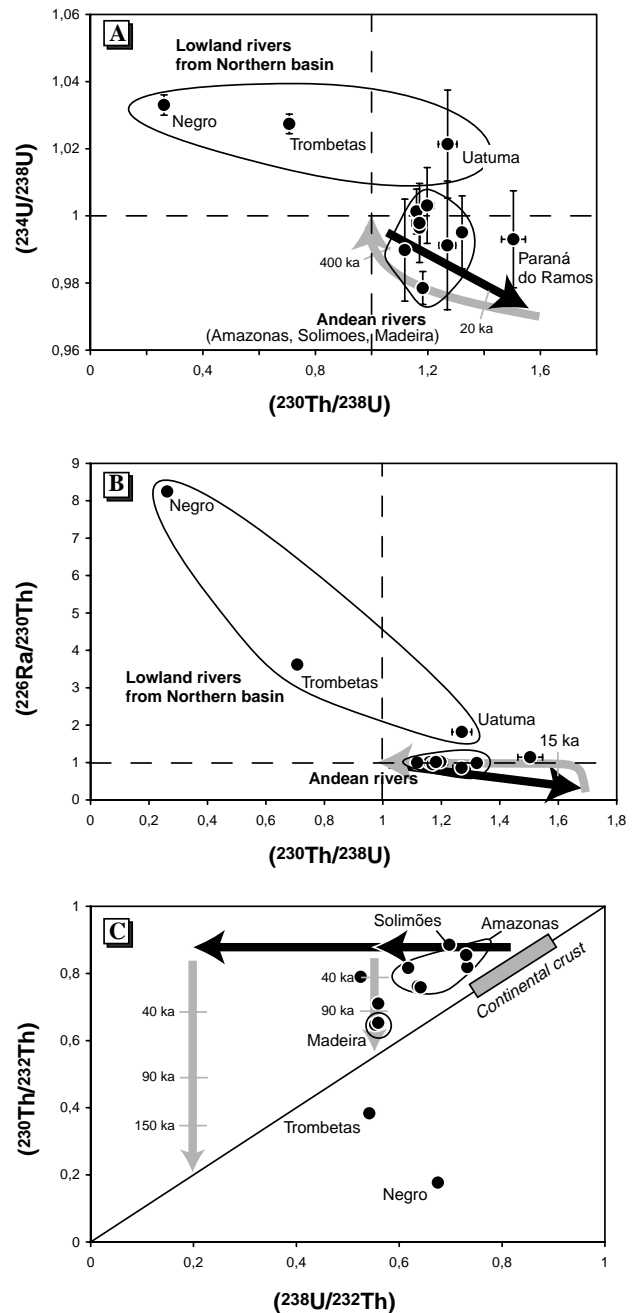 A
1,06
1,04
1,02
1
0,98
0,96
(²³⁴U/²³⁸U)
Lowland rivers
from Northern basin
Negro
Trombetas
Uatuma
400 ka
Paraná
do Ramos
20 ka
Andean rivers
(Amazonas, Solimoes, Madeira)
0 0,4 0,8 1,2 1,6
(²³⁰Th/²³⁸U)
B
9
8
7
6
5
4
3
2
1
0
(²²⁶Ra/²³⁰Th)
Negro
Lowland rivers
from Northern basin
Trombetas
Uatuma
15 ka
Andean rivers
0 0,2 0,4 0,6 0,8 1 1,2 1,4 1,6 1,8
(²³⁰Th/²³⁸U)
C
1
0,8
0,6
0,4
0,2
0
(²³⁰Th/²³²Th)
Solimões
Amazonas
Continental crust
40 ka
90 ka
Madeira
40 ka
90 ka
150 ka
Trombetas
Negro
0 0,2 0,4 0,6 0,8 1
(²³⁸U/²³²Th)